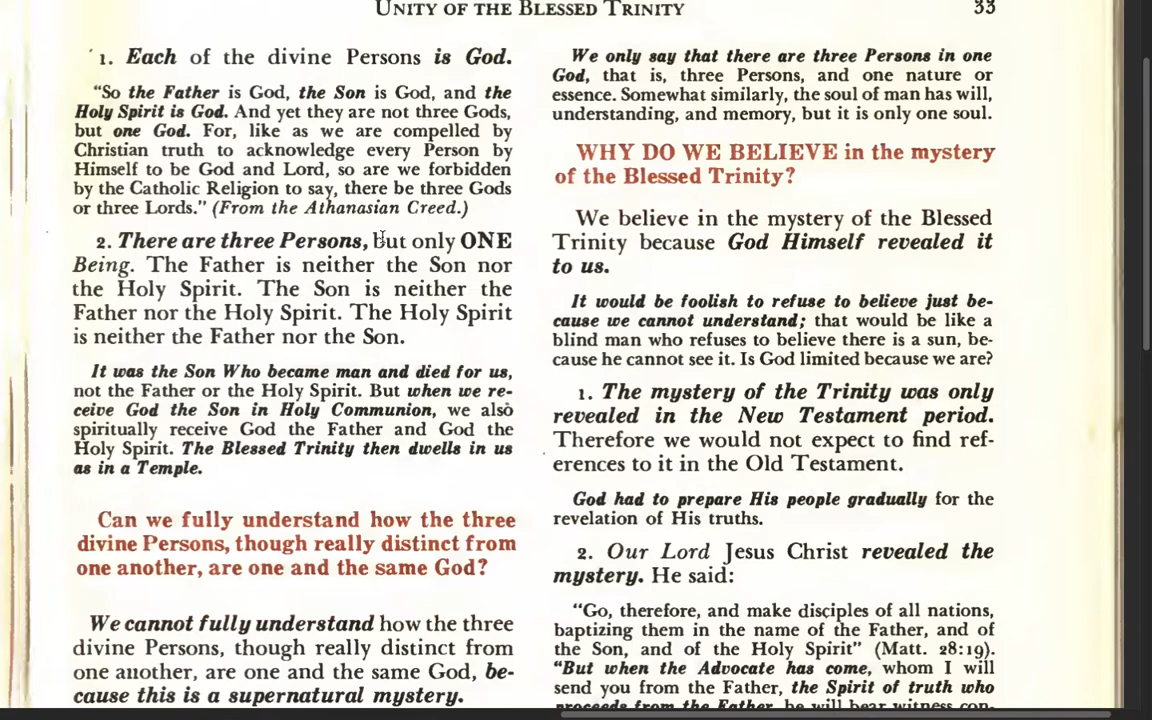 UNITY OF THE BLESSED TRINITY
33
1. Each of the divine Persons is God.
"So the Father is God, the Son is God, and the
Holy Spirit is God. And yet they are not three Gods,
but one God. For, like as we are compelled by
Christian truth to acknowledge every Person by
Himself to be God and Lord, so are we forbidden
by the Catholic Religion to say, there be three Gods
or three Lords." (From the Athanasian Creed.)
2. There are three Persons, but only ONE
Being. The Father is neither the Son nor
the Holy Spirit. The Son is neither the
Father nor the Holy Spirit. The Holy Spirit
is neither the Father nor the Son.
It was the Son Who became man and died for us,
not the Father or the Holy Spirit. But when we re-
ceive God the Son in Holy Communion, we also
spiritually receive God the Father and God the
Holy Spirit. The Blessed Trinity then dwells in us
as in a Temple.
Can we fully understand how the three
divine Persons, though really distinct from
one another, are one and the same God?
We cannot fully understand how the three
divine Persons, though really distinct from
one another, are one and the same God, be-
cause this is a supernatural mystery.
We only say that there are three Persons in one
God, that is, three Persons, and one nature or
essence. Somewhat similarly, the soul of man has will,
understanding, and memory, but it is only one soul.
WHY DO WE BELIEVE in the mystery
of the Blessed Trinity?
We believe in the mystery of the Blessed
Trinity because God Himself revealed it
to us.
It would be foolish to refuse to believe just be-
cause we cannot understand; that would be like a
blind man who refuses to believe there is a sun, be-
cause he cannot see it. Is God limited because we are?
1. The mystery of the Trinity was only
revealed in the New Testament period.
Therefore we would not expect to find ref-
erences to it in the Old Testament.
God had to prepare His people gradually for the
revelation of His truths.
2. Our Lord Jesus Christ revealed the
mystery. He said:
"Go, therefore, and make disciples of all nations,
baptizing them in the name of the Father, and of
the Son, and of the Holy Spirit" (Matt. 28:19).
"But when the Advocate has come, whom I will
send you from the Father, the Spirit of truth who
proceeds from the Father, he will bear witness con-